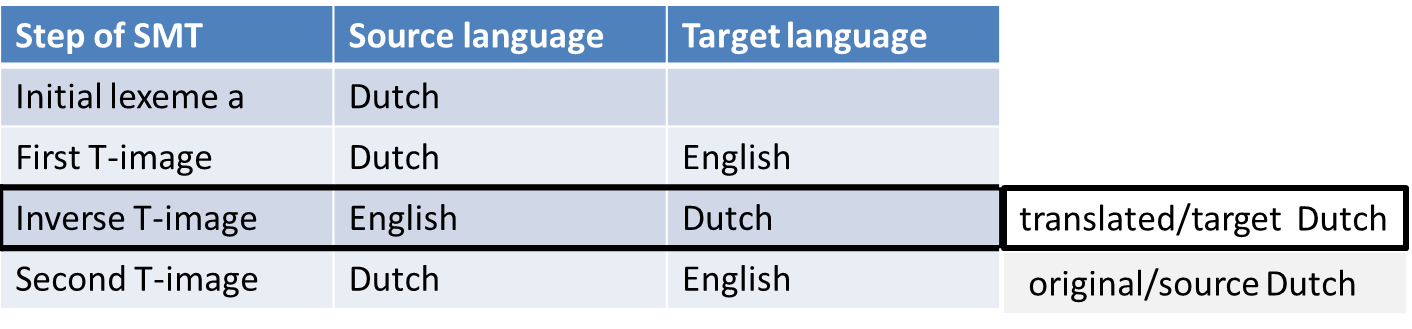 Step of SMT Source language Target language
Initial lexeme a Dutch
First T-image Dutch English
Inverse T-image English Dutch translated/target Dutch
Second T-image Dutch English original/source Dutch